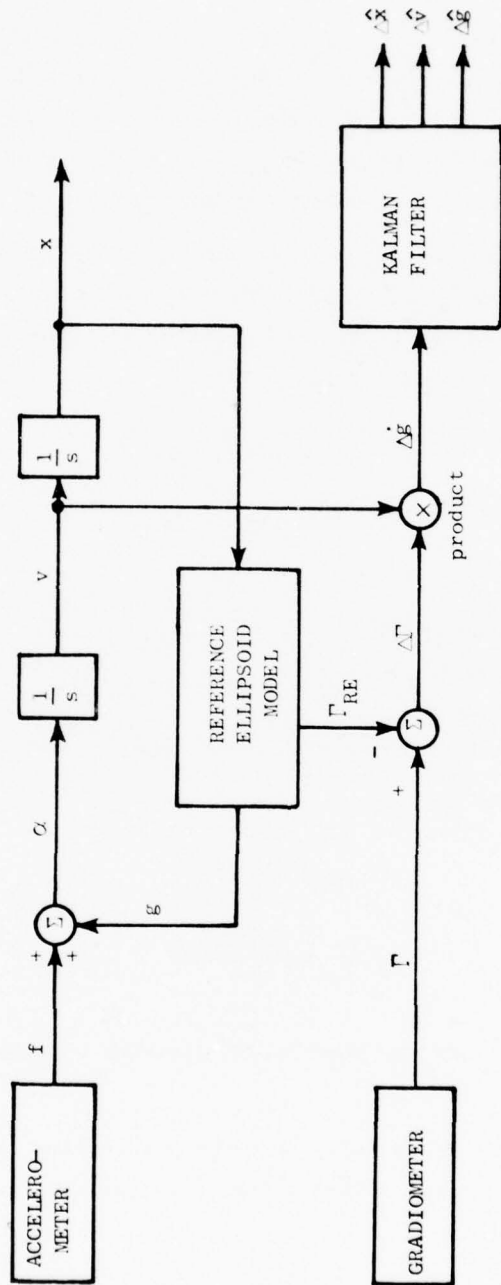 ACCELERO-
METER
f
+
+
Σ
α
1
s
v
1
s
x
g
REFERENCE
ELLIPSOID
MODEL
Γ_RE
GRADIOMETER
Γ
+
-
Σ
ΔΓ
×
product
Δġ
KALMAN
FILTER
Δx̂
Δv̂
Δĝ